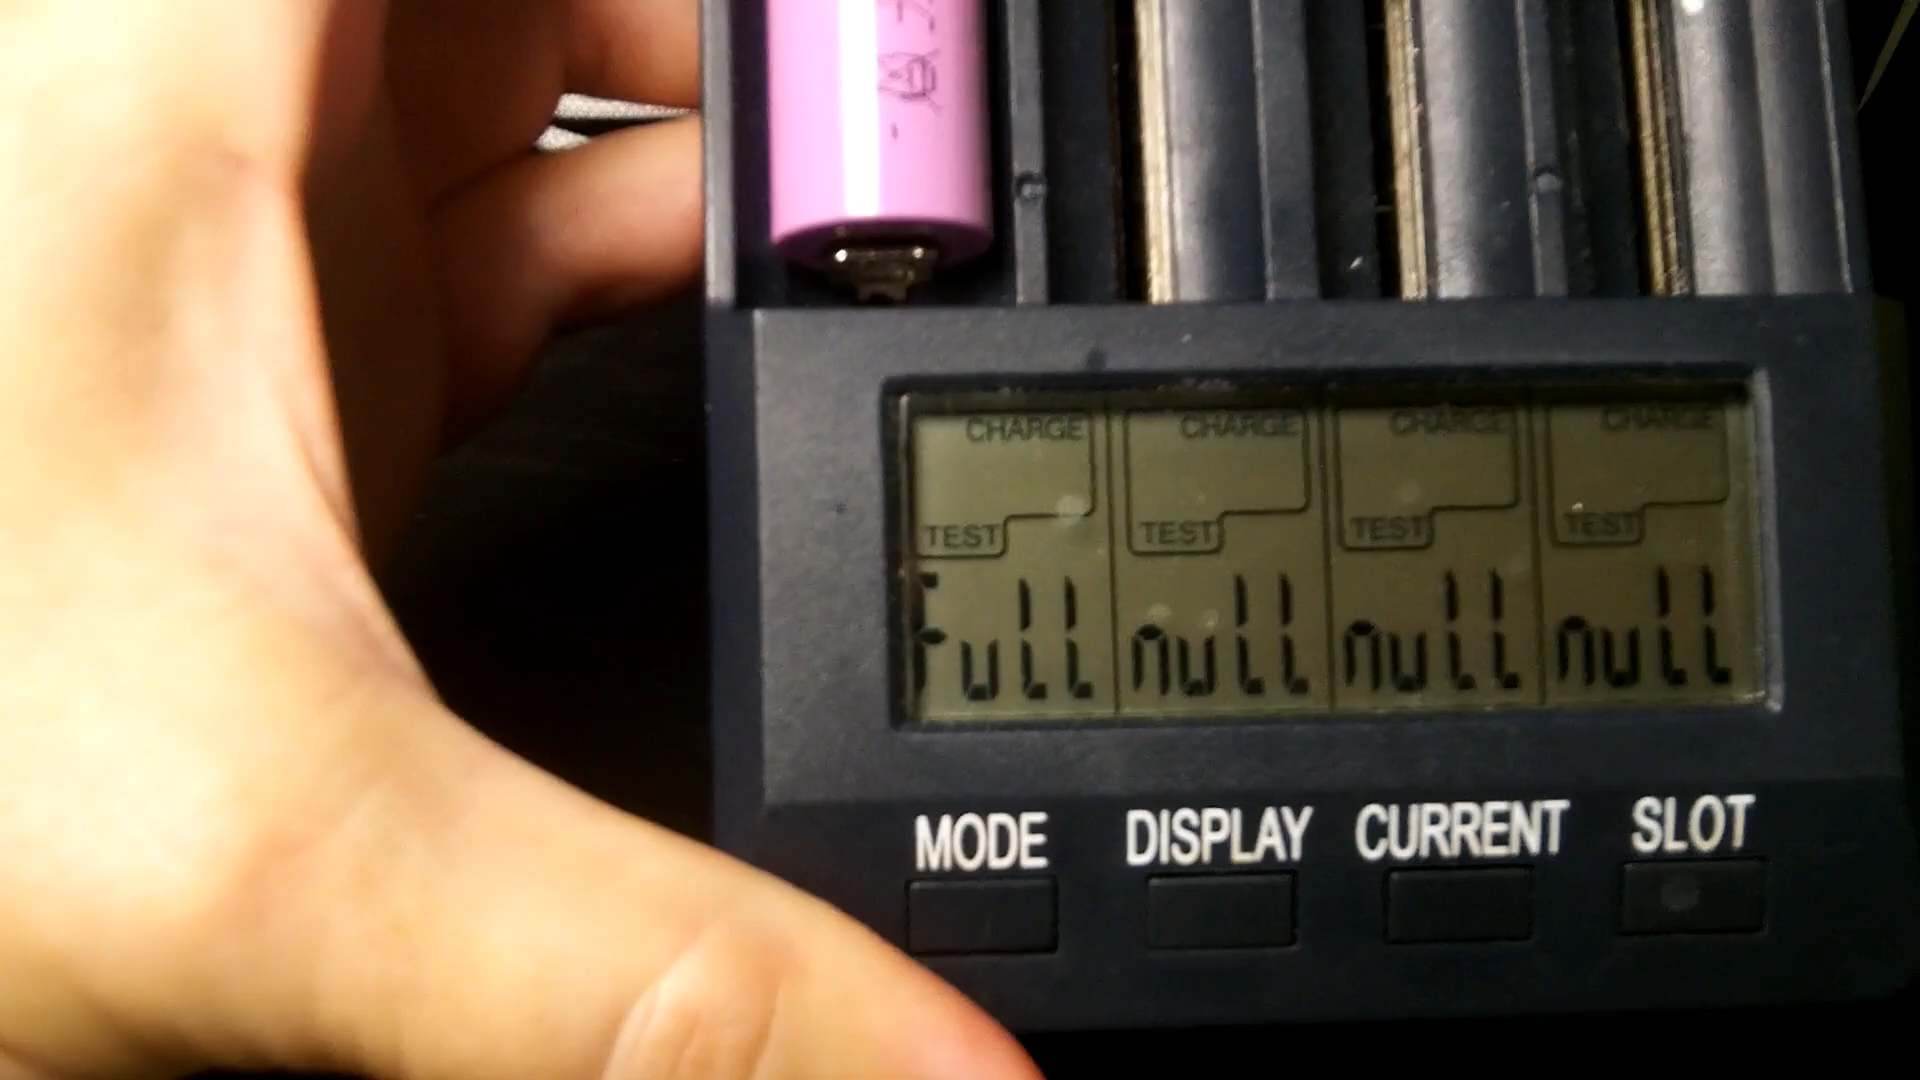 CHARGE CHARGE CHARGE CHARGE
TEST TEST TEST TEST
Full null null null
MODE DISPLAY CURRENT SLOT